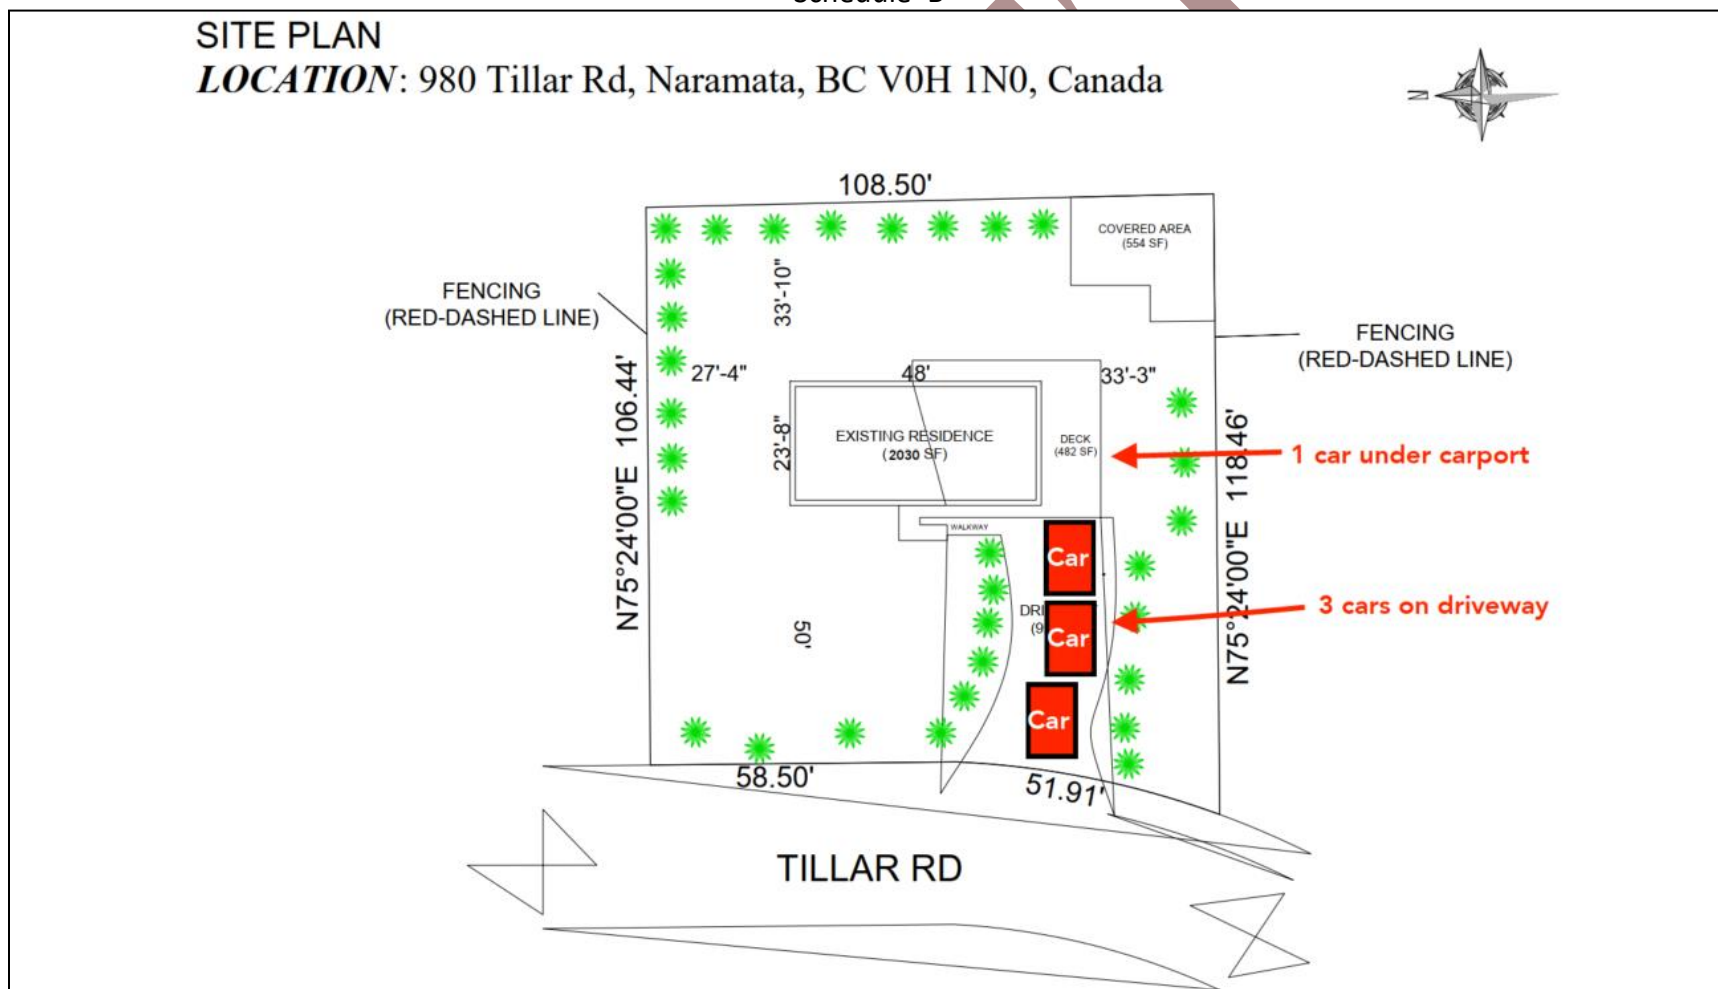 SITE PLAN
LOCATION: 980 Tillar Rd, Naramata, BC V0H 1N0, Canada
N
108.50'
COVERED AREA
(554 SF)
33'-10"
FENCING
(RED-DASHED LINE)
FENCING
(RED-DASHED LINE)
27'-4"
48'
33'-3"
N75°24'00"E 106.44'
23'-8"
EXISTING RESIDENCE
(2030 SF)
DECK
(482 SF)
1 car under carport
N75°24'00"E 118.46'
WALKWAY
Car
3 cars on driveway
Car
50'
Car
58.50'
51.91'
TILLAR RD